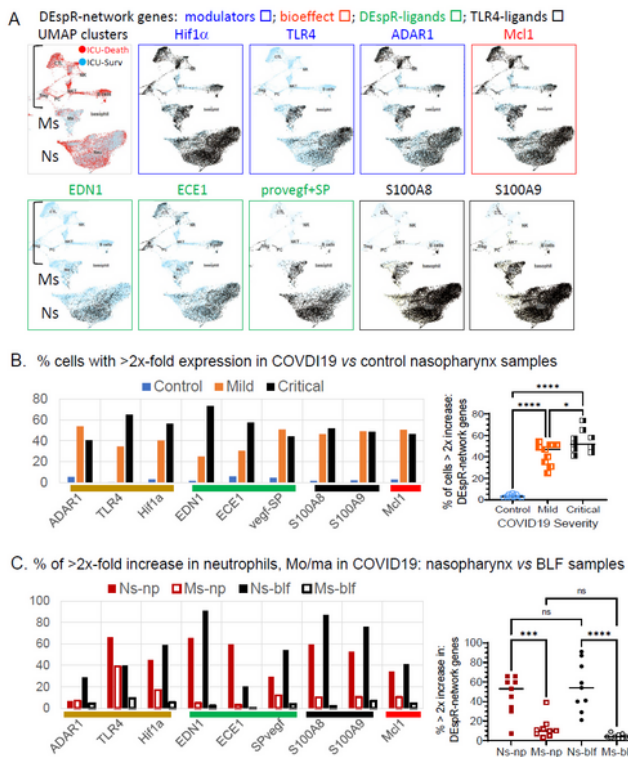 A
DEspR-network genes: modulators □; bioeffect □; DEspR-ligands □; TLR4-ligands □
UMAP clusters Hif1α TLR4 ADAR1 Mcl1
ICU-Death
ICU-Surv
Ms
Ns
EDN1 ECE1 provegf+SP S100A8 S100A9
Ms
Ns
B. % cells with >2x-fold expression in COVDI19 vs control nasopharynx samples
Control Mild Critical
80
60
40
20
0
ADAR1 TLR4 Hif1a EDN1 ECE1 vegf-SP S100A8 S100A9 Mcl1
% of cells > 2x increase:
DEspR-network genes
80
60
40
20
0
****
**** *
Control Mild Critical
COVID19 Severity
C. % of >2x-fold increase in neutrophils, Mo/ma in COVID19: nasopharynx vs BLF samples
Ns-np Ms-np Ns-blf Ms-blf
100
80
60
40
20
0
ADAR1 TLR4 Hif1a EDN1 ECE1 SPvegf S100A8 S100A9 Mcl1
% > 2x increase in:
DEspR-network genes
100
80
60
40
20
0
ns
ns
*** ****
Ns-np Ms-np Ns-blf Ms-bl